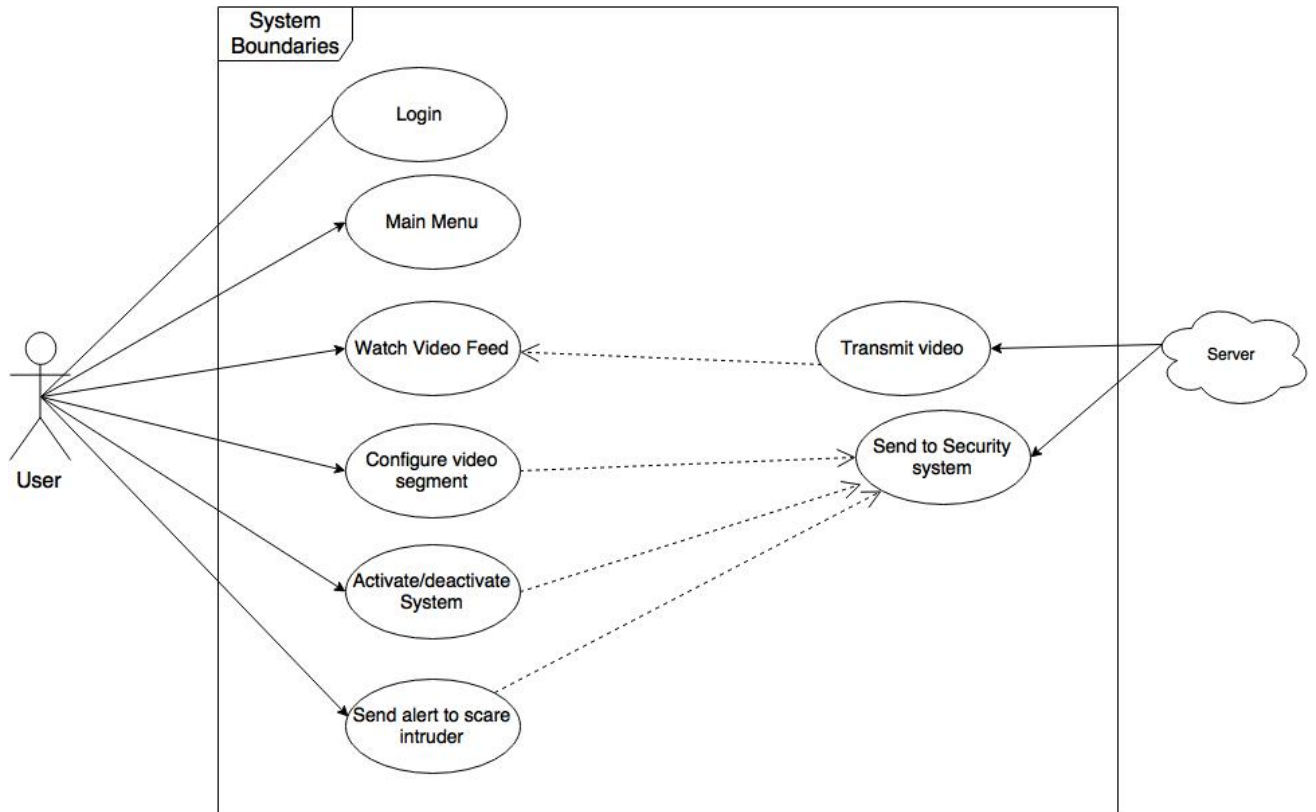 System
Boundaries
Login
Main Menu
Watch Video Feed
Transmit video
Server
Configure video
segment
Send to Security
system
User
Activate/deactivate
System
Send alert to scare
intruder